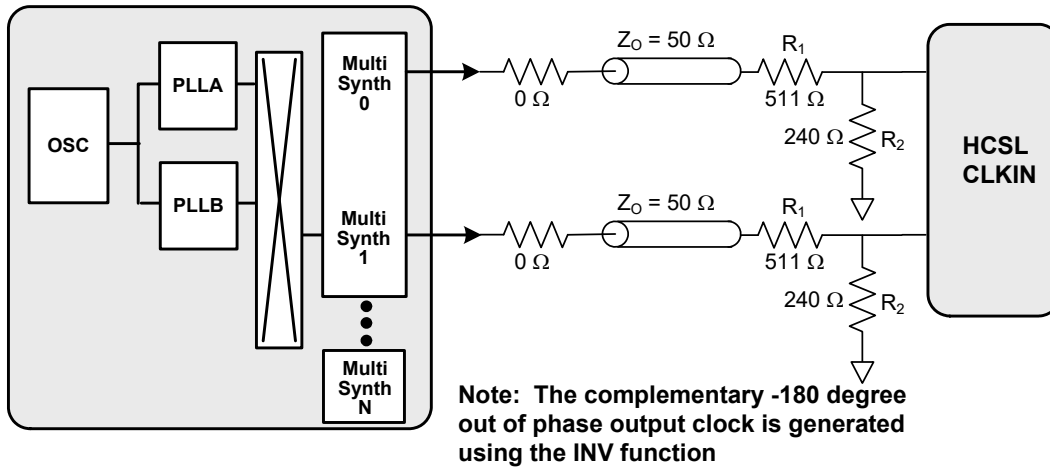 OSC
PLLA
PLLB
Multi
Synth
0
Multi
Synth
1
Multi
Synth
N
0 Ω
Z_O = 50 Ω
R₁
511 Ω
240 Ω
R₂
0 Ω
Z_O = 50 Ω
R₁
511 Ω
240 Ω
R₂
HCSL
CLKIN
Note: The complementary -180 degree
out of phase output clock is generated
using the INV function